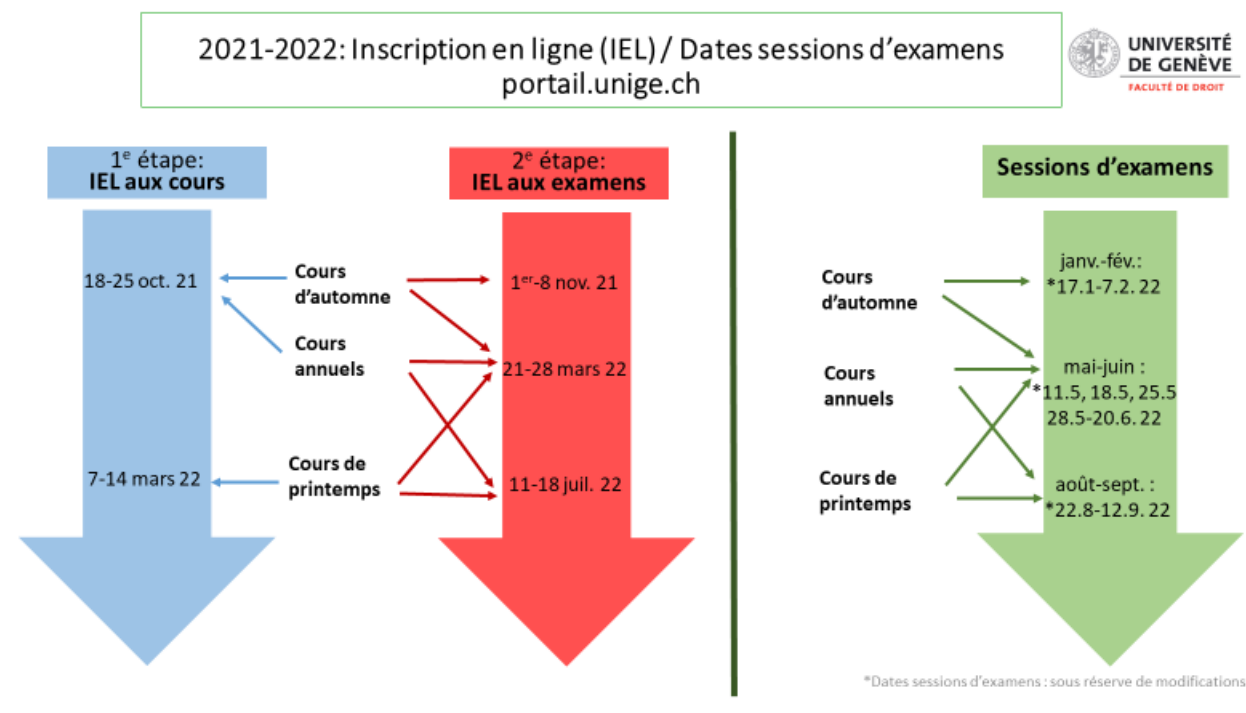 2021-2022: Inscription en ligne (IEL) / Dates sessions d'examens
portail.unige.ch
UNIVERSITÉ
DE GENÈVE
FACULTÉ DE DROIT
1e étape:
IEL aux cours
18-25 oct. 21
7-14 mars 22
Cours
d'automne
Cours
annuels
Cours de
printemps
2e étape:
IEL aux examens
1er-8 nov. 21
21-28 mars 22
11-18 juil. 22
Cours
d'automne
Cours
annuels
Cours de
printemps
Sessions d'examens
janv.-fév.:
*17.1-7.2. 22
mai-juin :
*11.5, 18.5, 25.5
28.5-20.6. 22
août-sept. :
*22.8-12.9. 22
*Dates sessions d'examens : sous réserve de modifications